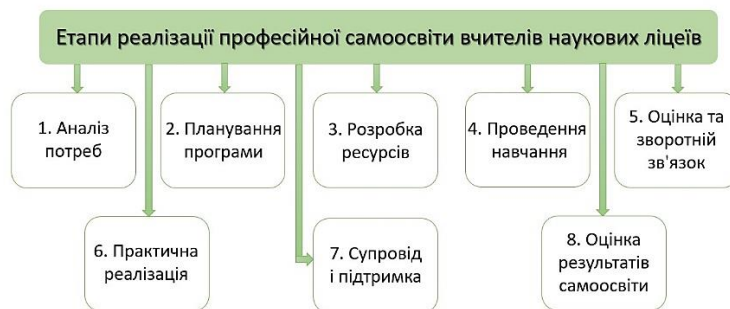 Етапи реалізації професійної самоосвіти вчителів наукових ліцеїв
1. Аналіз
потреб
2. Планування
програми
3. Розробка
ресурсів
4. Проведення
навчання
5. Оцінка та
зворотній
зв'язок
6. Практична
реалізація
7. Супровід
і підтримка
8. Оцінка
результатів
самоосвіти